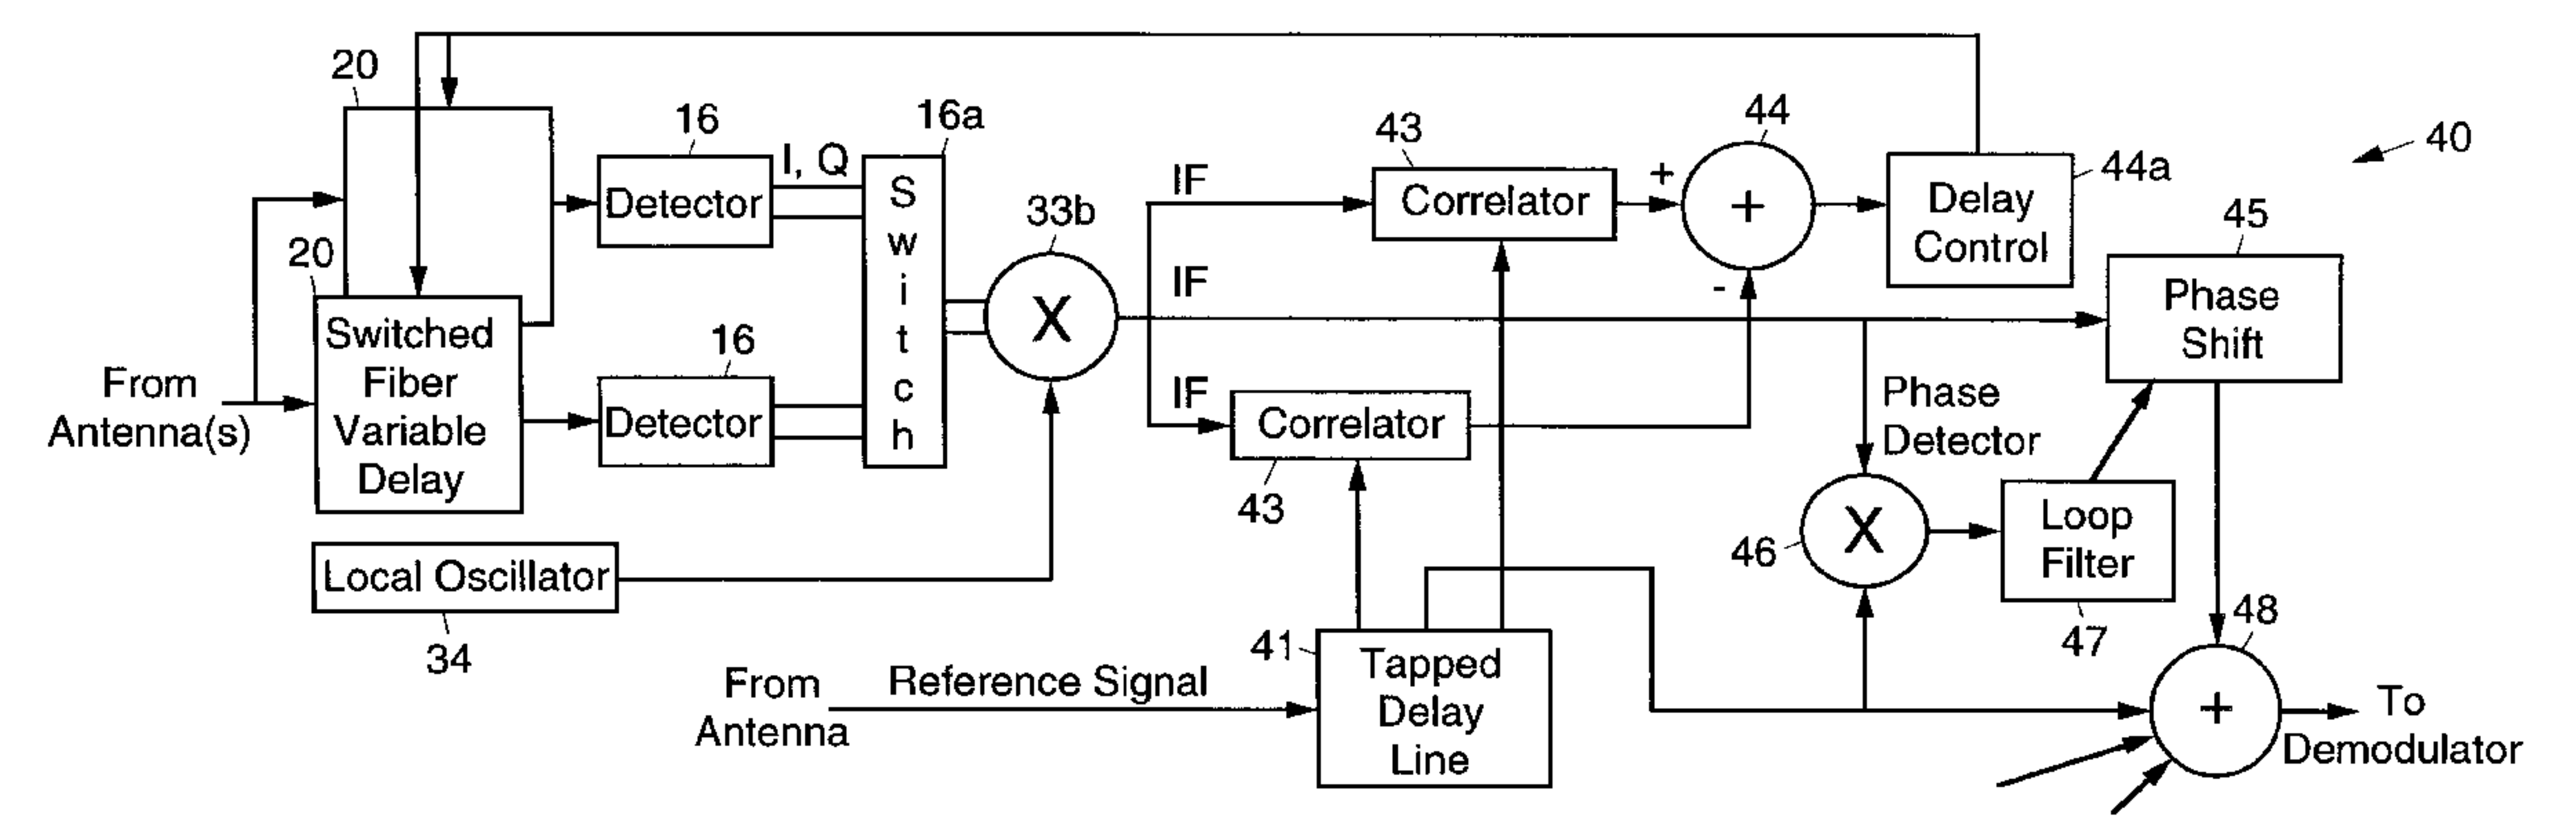 20
16
I, Q
16a
Switch
Detector
20
Switched
Fiber
Variable
Delay
From
Antenna(s)
16
Detector
33b
X
Local Oscillator
34
IF
IF
IF
43
Correlator
+
-
44
+
Delay
Control
44a
40
Correlator
43
45
Phase
Shift
Phase
Detector
46
X
Loop
Filter
47
From
Antenna
Reference Signal
41
Tapped
Delay
Line
48
+
To
Demodulator